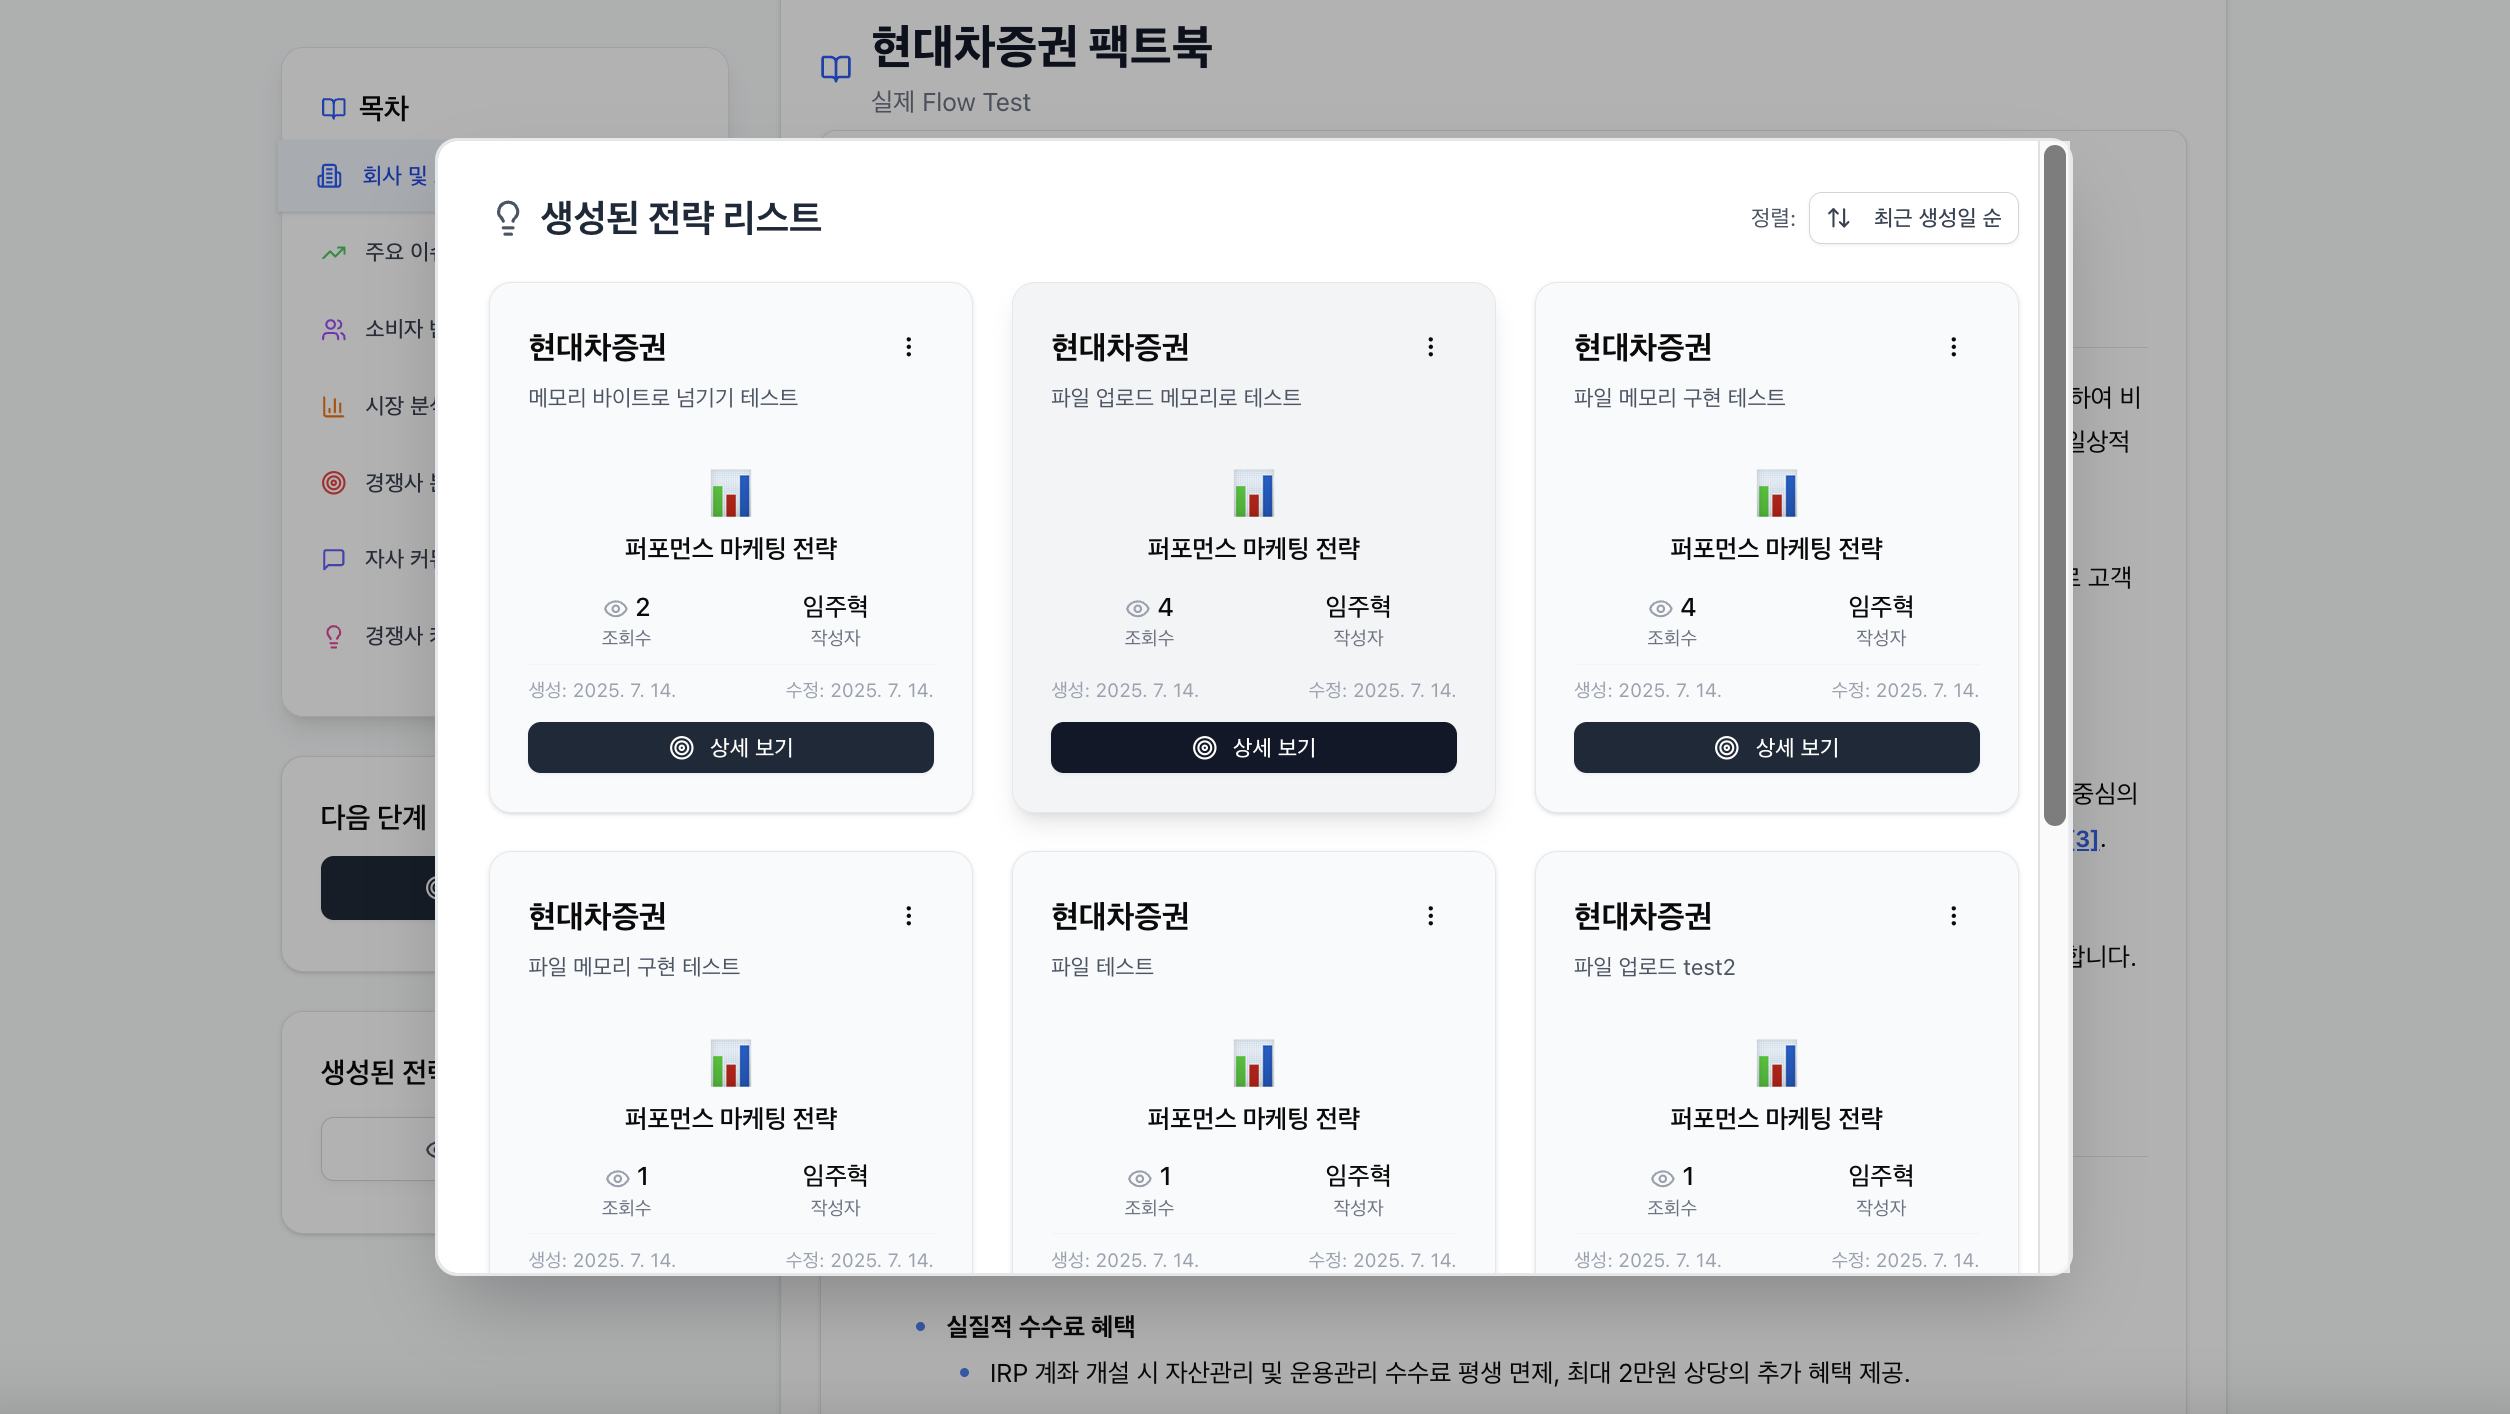 현대차증권 팩트북
실제 Flow Test
목차
회사 및
주요
소비자
시장
경쟁사
자사
경쟁사
다음 단계
생성된
생성된 전략 리스트
정렬: 최근 생성일 순
현대차증권
메모리 바이트로 넘기기 테스트
퍼포먼스 마케팅 전략
2 임주혁
조회수 작성자
생성: 2025. 7. 14. 수정: 2025. 7. 14.
상세 보기
현대차증권
파일 업로드 메모리로 테스트
퍼포먼스 마케팅 전략
4 임주혁
조회수 작성자
생성: 2025. 7. 14. 수정: 2025. 7. 14.
상세 보기
현대차증권
파일 메모리 구현 테스트
퍼포먼스 마케팅 전략
4 임주혁
조회수 작성자
생성: 2025. 7. 14. 수정: 2025. 7. 14.
상세 보기
현대차증권
파일 메모리 구현 테스트
퍼포먼스 마케팅 전략
1 임주혁
조회수 작성자
생성: 2025. 7. 14. 수정: 2025. 7. 14.
현대차증권
파일 테스트
퍼포먼스 마케팅 전략
1 임주혁
조회수 작성자
생성: 2025. 7. 14. 수정: 2025. 7. 14.
현대차증권
파일 업로드 test2
퍼포먼스 마케팅 전략
1 임주혁
조회수 작성자
생성: 2025. 7. 14. 수정: 2025. 7. 14.
하여 비
일상적
고객
중심의
[3].
합니다.
실질적 수수료 혜택
IRP 계좌 개설 시 자산관리 및 운용관리 수수료 평생 면제, 최대 2만원 상당의 추가 혜택 제공.